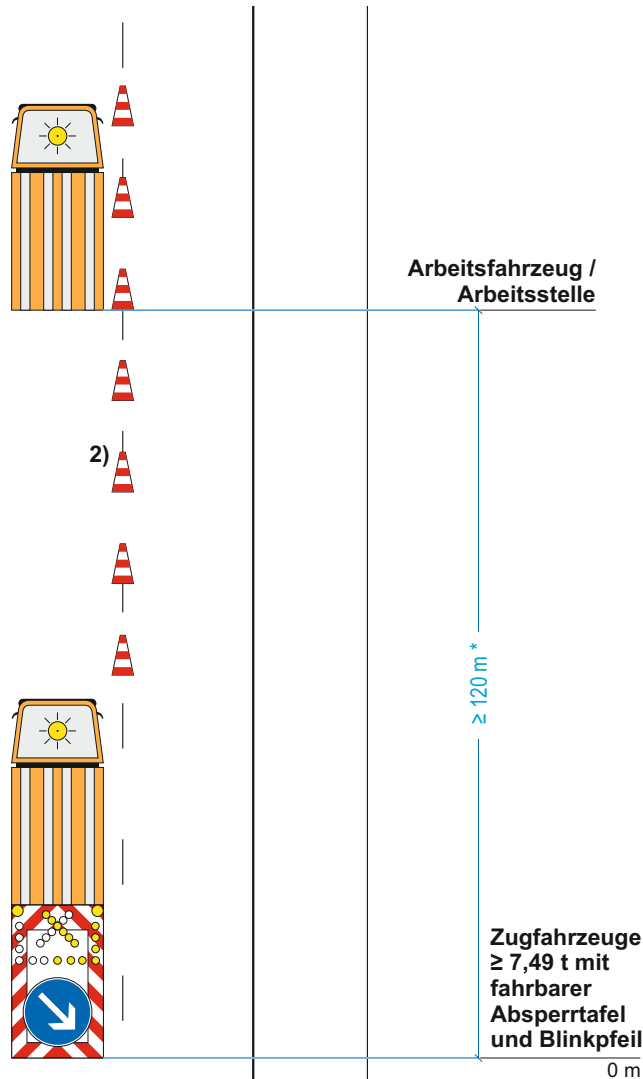 Arbeitsfahrzeug /
Arbeitsstelle
2)
≥ 120 m *
Zugfahrzeuge
≥ 7,49 t mit
fahrbarer
Absperrtafel
und Blinkpfeil
0 m